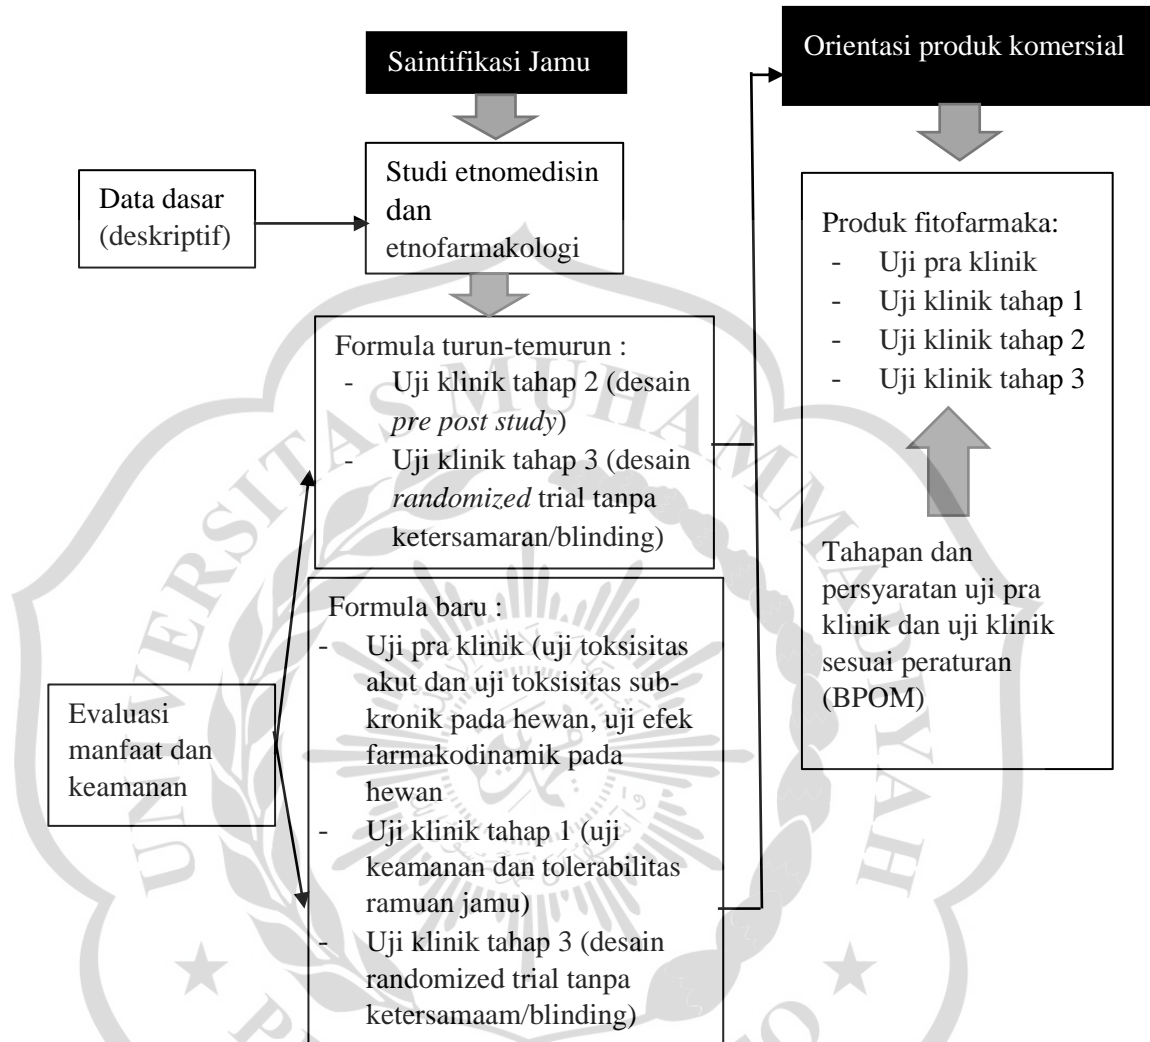 Saintifikasi Jamu
Orientasi produk komersial
Data dasar
(deskriptif)
Studi etnomedisin
dan
etnofarmakologi
Formula turun-temurun :
- Uji klinik tahap 2 (desain
pre post study)
- Uji klinik tahap 3 (desain
randomized trial tanpa
ketersamaran/blinding)
Formula baru :
- Uji pra klinik (uji toksisitas
akut dan uji toksisitas sub-
kronik pada hewan, uji efek
farmakodinamik pada
hewan
- Uji klinik tahap 1 (uji
keamanan dan tolerabilitas
ramuan jamu)
- Uji klinik tahap 3 (desain
randomized trial tanpa
ketersamaam/blinding)
Evaluasi
manfaat dan
keamanan
Produk fitofarmaka:
- Uji pra klinik
- Uji klinik tahap 1
- Uji klinik tahap 2
- Uji klinik tahap 3
Tahapan dan
persyaratan uji pra
klinik dan uji klinik
sesuai peraturan
(BPOM)
UNIVERSITAS MUHAMMADIYAH